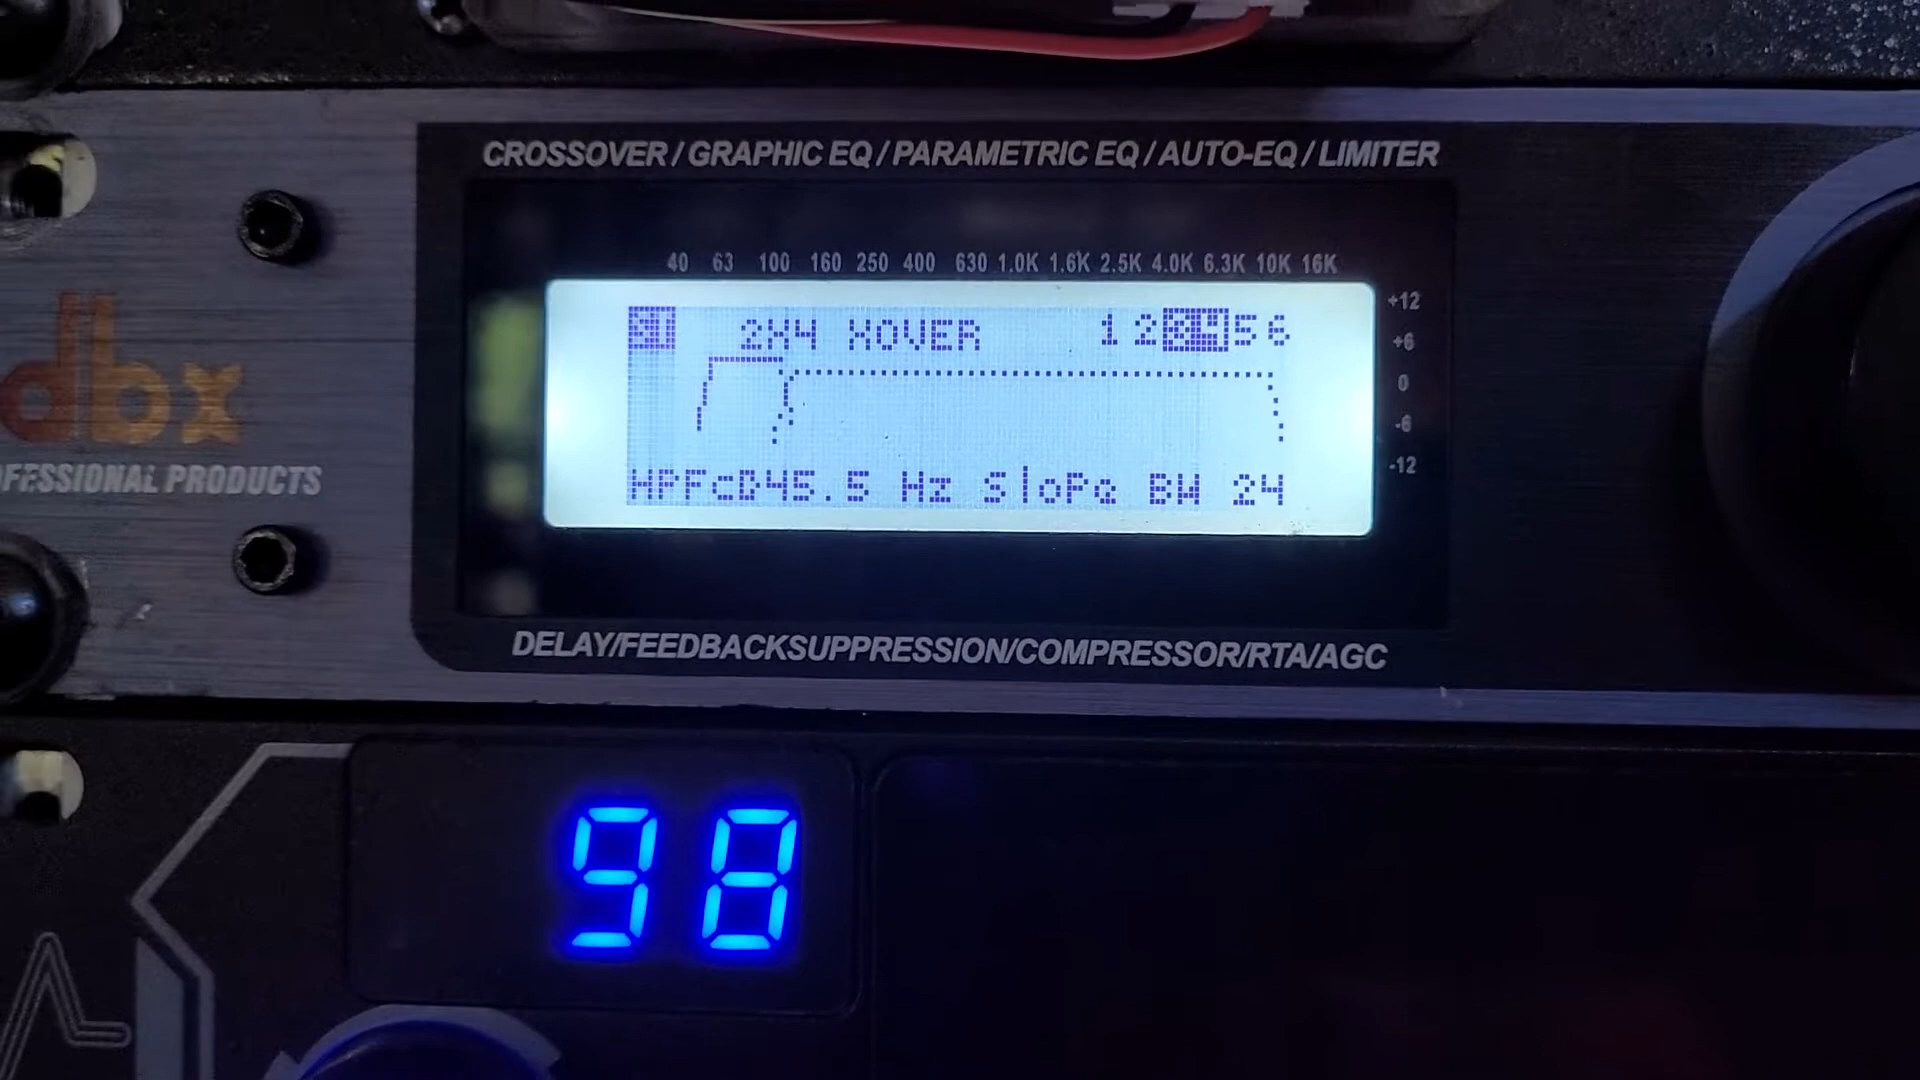 CROSSOVER / GRAPHIC EQ / PARAMETRIC EQ / AUTO-EQ / LIMITER
40 63 100 160 250 400 630 1.0K 1.6K 2.5K 4.0K 6.3K 10K 16K
+12
+6
0
-6
-12
2X4 XOVER 1 2 5 6
45.5 Hz Slope BW 24
dbx
OFESSIONAL PRODUCTS
DELAY/FEEDBACKSUPPRESSION/COMPRESSOR/RTA/AGC
98